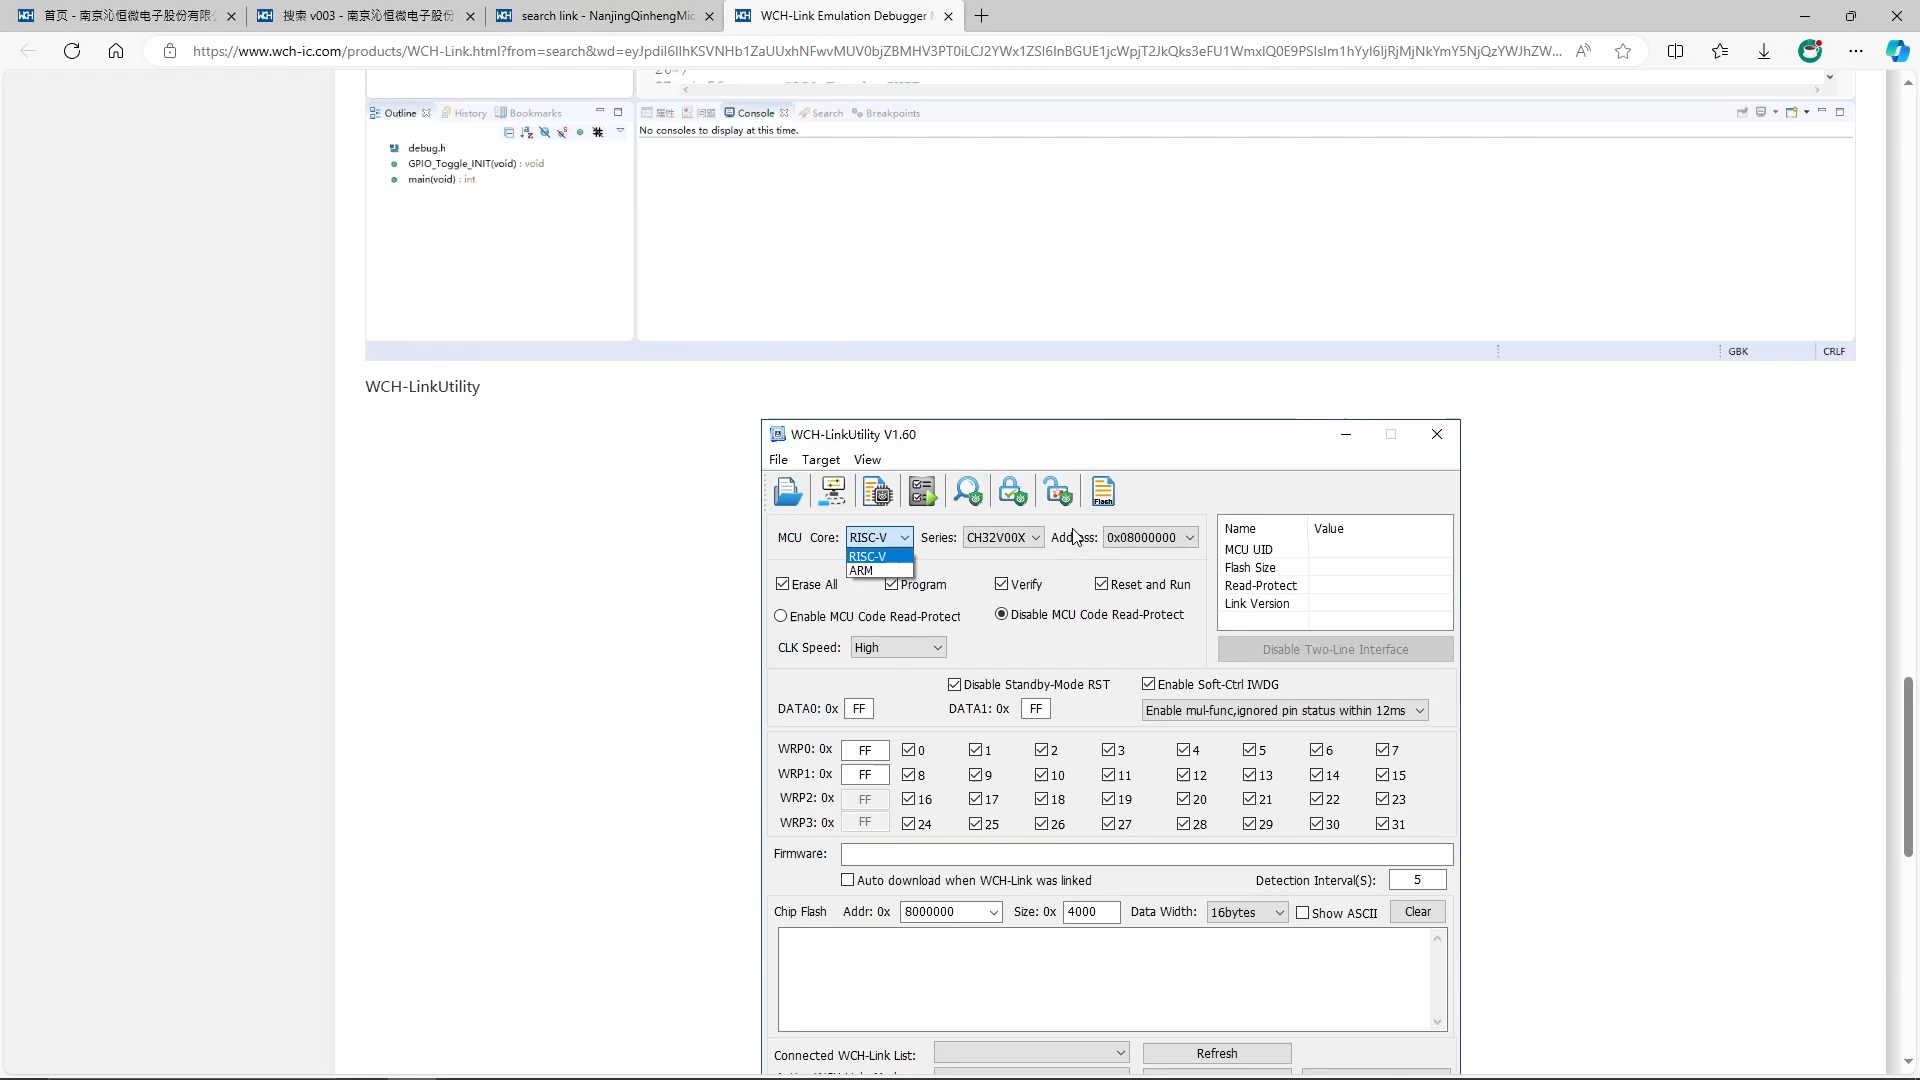 首页 - 南京沁恒微电子股份有限
搜索 v003 - 南京沁恒微电子股份
search link - NanjingQinhengMic
WCH-Link Emulation Debugger
https://www.wch-ic.com/products/WCH-Link.html?from=search&wd=
Outline History Bookmarks
属性 问题 Console Search Breakpoints
No consoles to display at this time.
debug.h
GPIO_Toggle_INIT(void) : void
main(void) : int
GBK CRLF
WCH-LinkUtility
WCH-LinkUtility V1.60
File Target View
Flash
MCU Core: RISC-V Series: CH32V00X 0x08000000
RISC-V
ARM
Name Value
MCU UID
Flash Size
Read-Protect
Link Version
Erase All Program Verify Reset and Run
Enable MCU Code Read-Protect Disable MCU Code Read-Protect
CLK Speed: High
Disable Two-Line Interface
Disable Standby-Mode RST Enable Soft-Ctrl IWDG
DATA0: 0x FF DATA1: 0x FF Enable mul-func,ignored pin status within 12ms
WRP0: 0x FF 0 1 2 3 4 5 6 7
WRP1: 0x FF 8 9 10 11 12 13 14 15
WRP2: 0x FF 16 17 18 19 20 21 22 23
WRP3: 0x FF 24 25 26 27 28 29 30 31
Firmware:
Auto download when WCH-Link was linked Detection Interval(S): 5
Chip Flash Addr: 0x 8000000 Size: 0x 4000 Data Width: 16bytes Show ASCII Clear
Connected WCH-Link List: Refresh